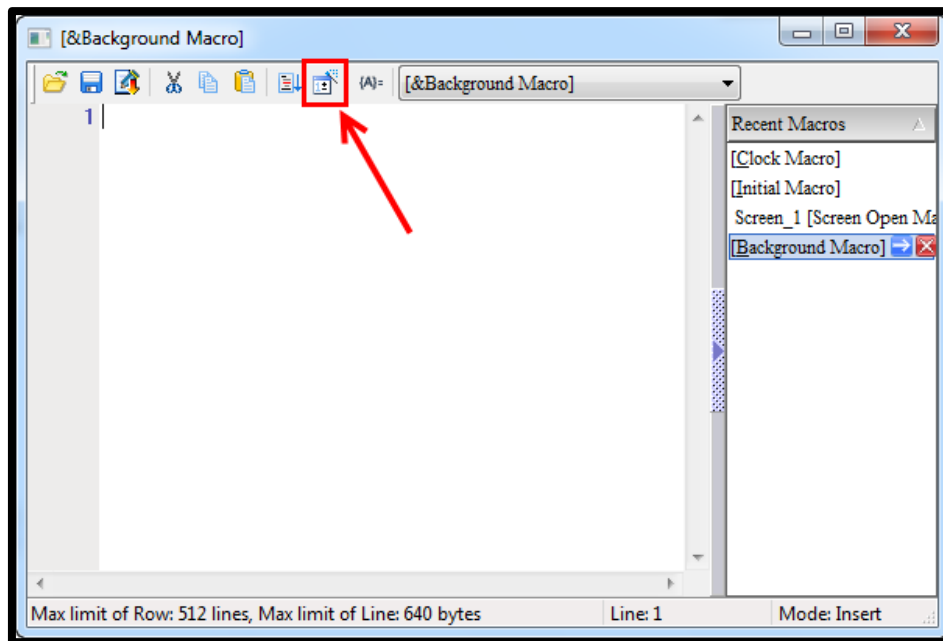 [&Background Macro]
{A}= [&Background Macro]
1
Recent Macros
[Clock Macro]
[Initial Macro]
Screen_1 [Screen Open Ma
[Background Macro]
Max limit of Row: 512 lines, Max limit of Line: 640 bytes Line: 1 Mode: Insert